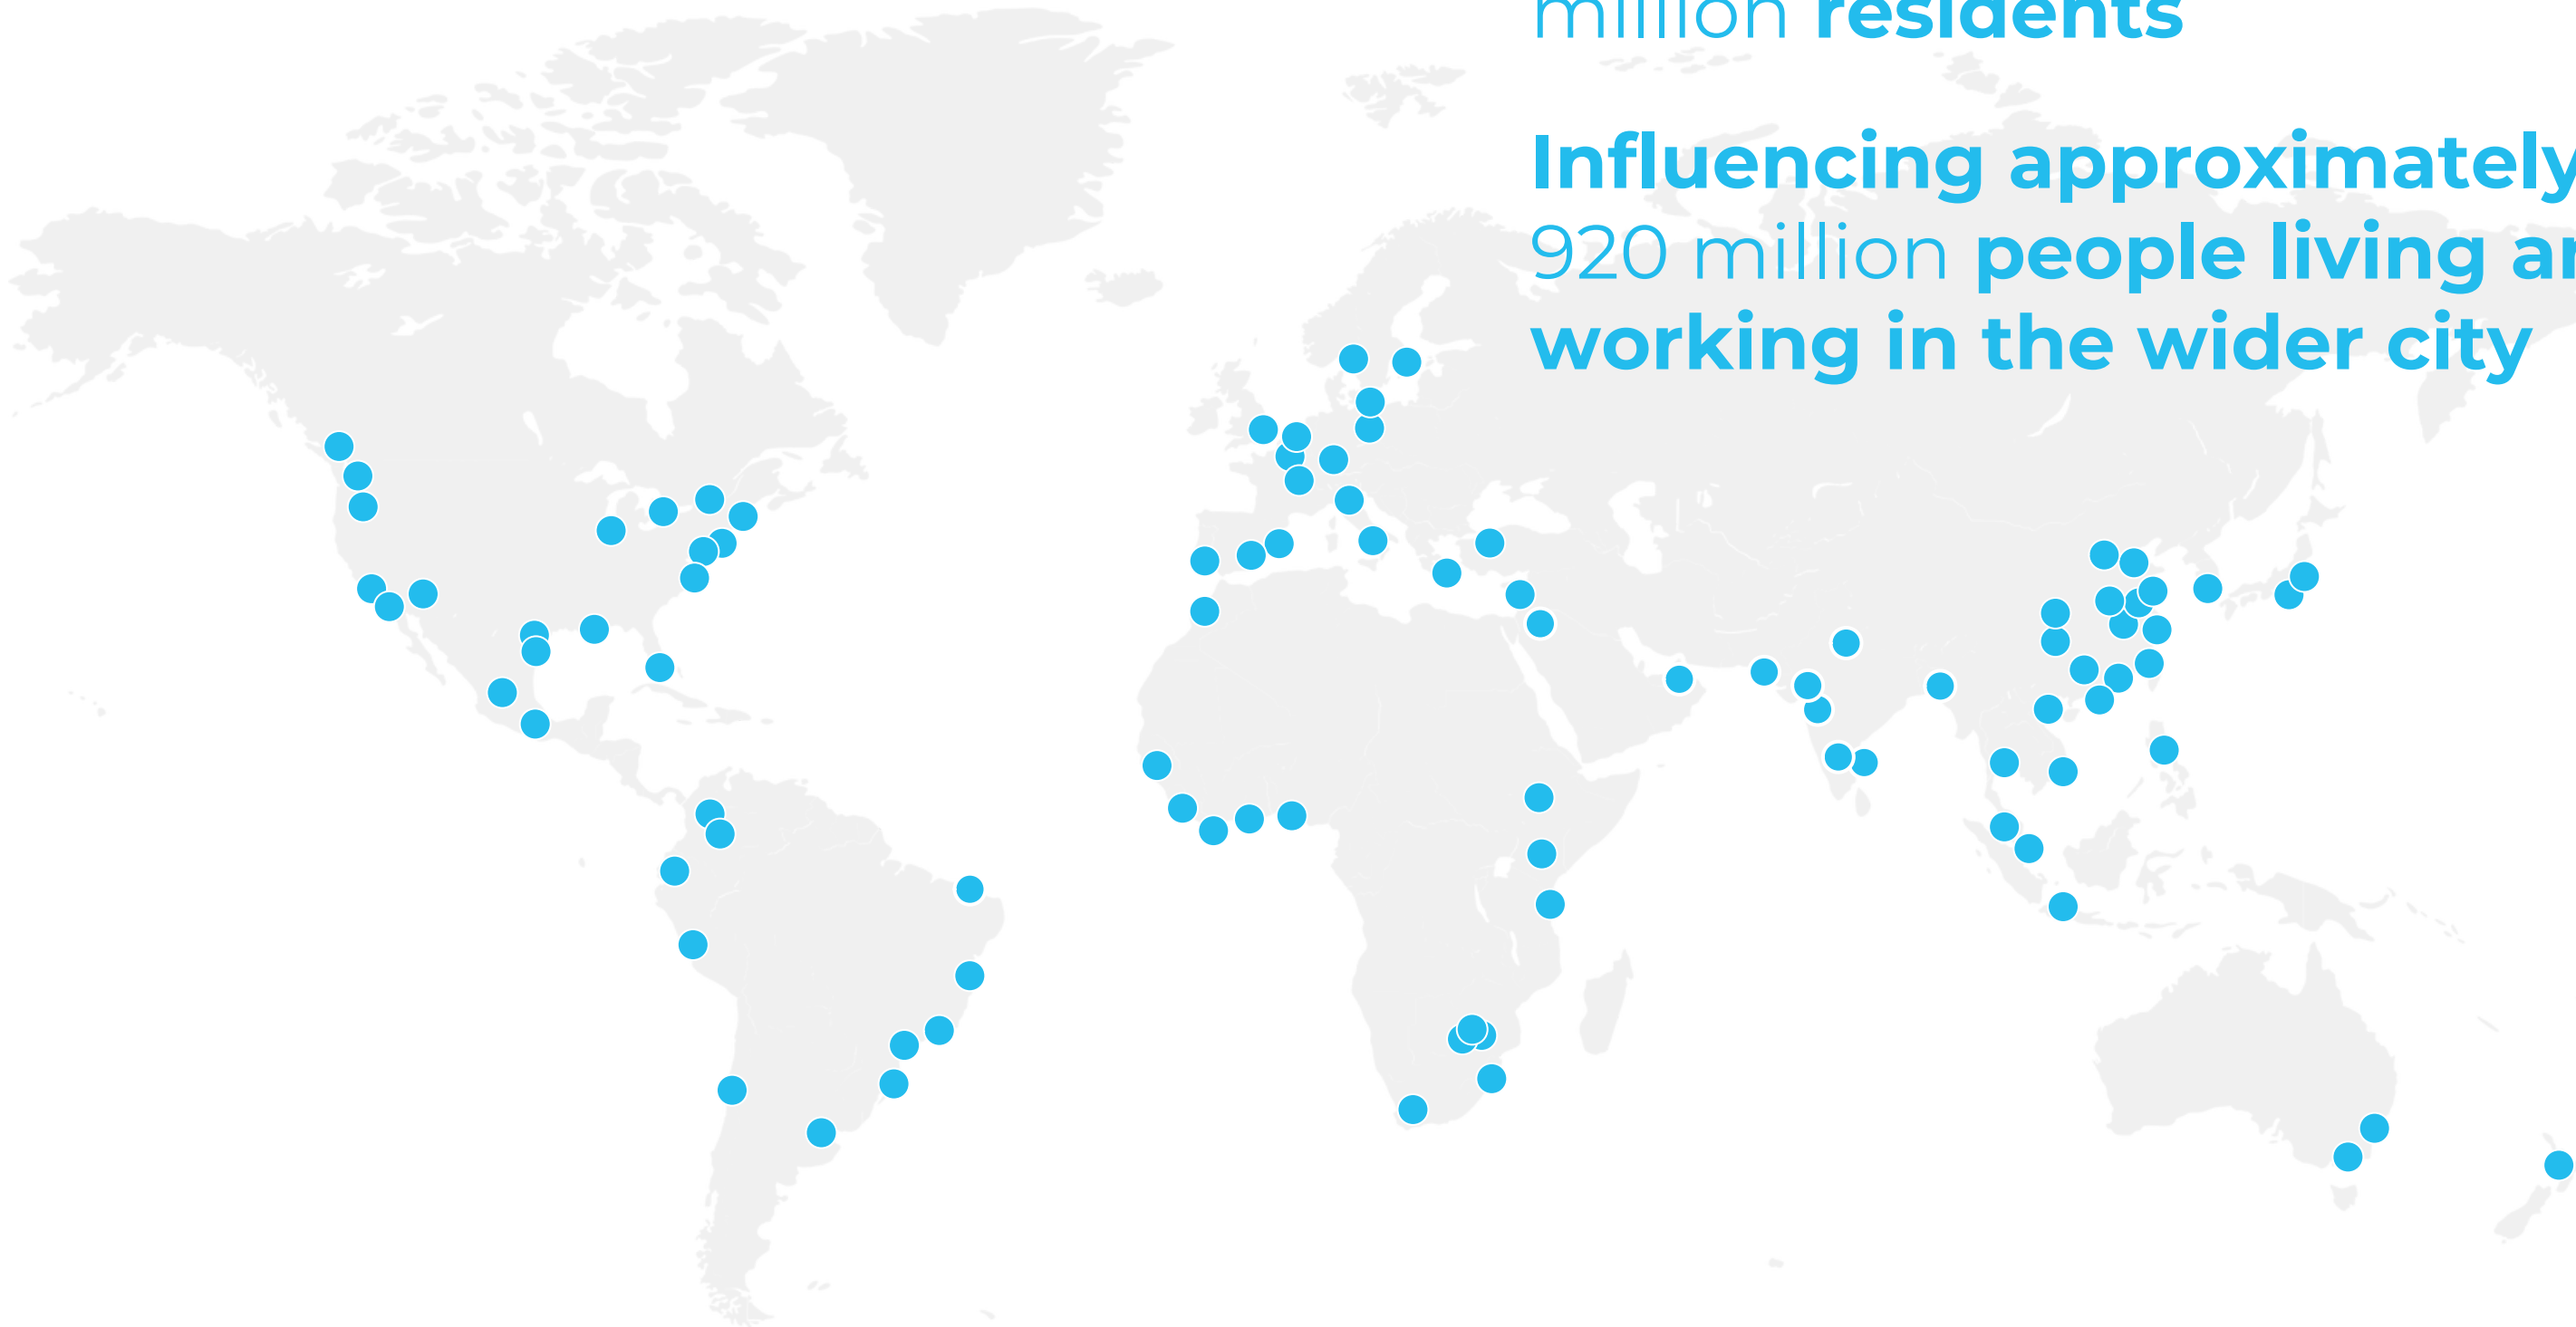 million residents
Influencing approximately
920 million people living
working in the wider city